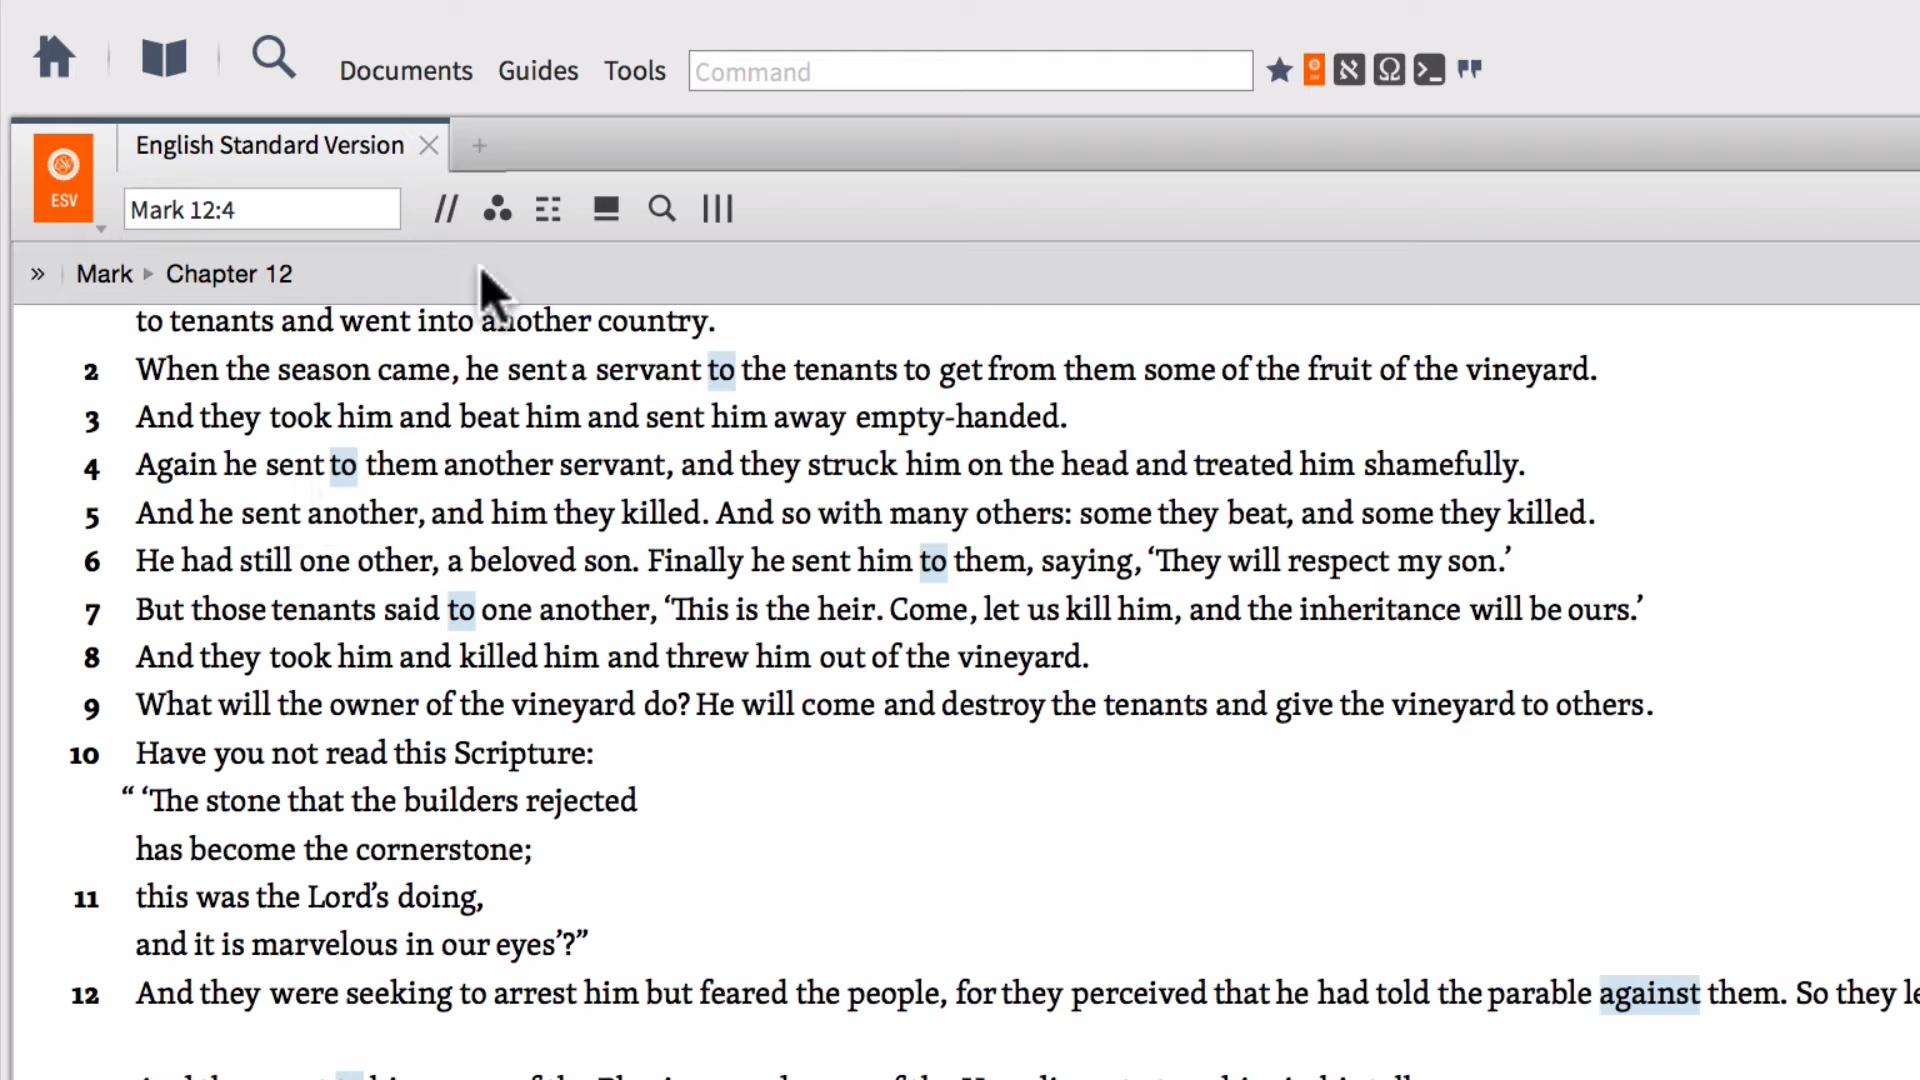 Documents Guides Tools Command
English Standard Version
ESV
Mark 12:4
» Mark Chapter 12
to tenants and went into another country.
2 When the season came, he sent a servant to the tenants to get from them some of the fruit of the vineyard.
3 And they took him and beat him and sent him away empty-handed.
4 Again he sent to them another servant, and they struck him on the head and treated him shamefully.
5 And he sent another, and him they killed. And so with many others: some they beat, and some they killed.
6 He had still one other, a beloved son. Finally he sent him to them, saying, ‘They will respect my son.’
7 But those tenants said to one another, ‘This is the heir. Come, let us kill him, and the inheritance will be ours.’
8 And they took him and killed him and threw him out of the vineyard.
9 What will the owner of the vineyard do? He will come and destroy the tenants and give the vineyard to others.
10 Have you not read this Scripture:
“ ‘The stone that the builders rejected
has become the cornerstone;
11 this was the Lord’s doing,
and it is marvelous in our eyes’?”
12 And they were seeking to arrest him but feared the people, for they perceived that he had told the parable against them. So they